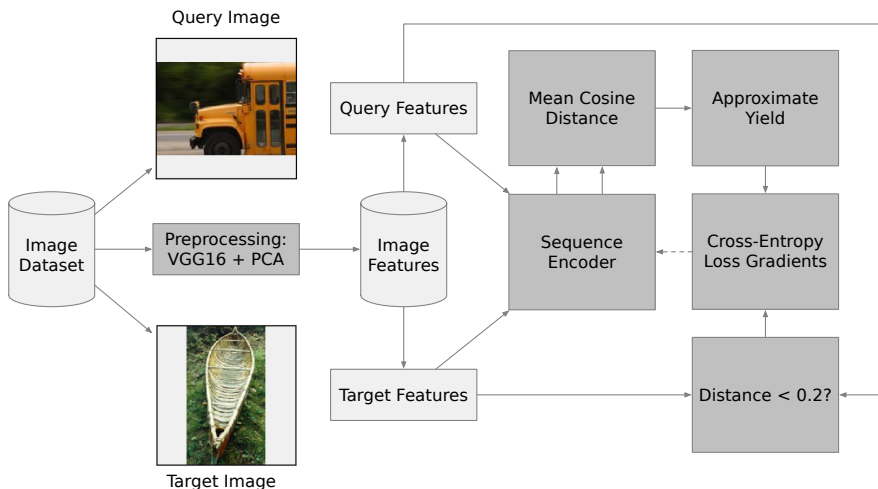 Query Image
Image
Dataset
Preprocessing:
VGG16 + PCA
Target Image
Query Features
Image
Features
Target Features
Mean Cosine
Distance
Approximate
Yield
Sequence
Encoder
Cross-Entropy
Loss Gradients
Distance < 0.2?